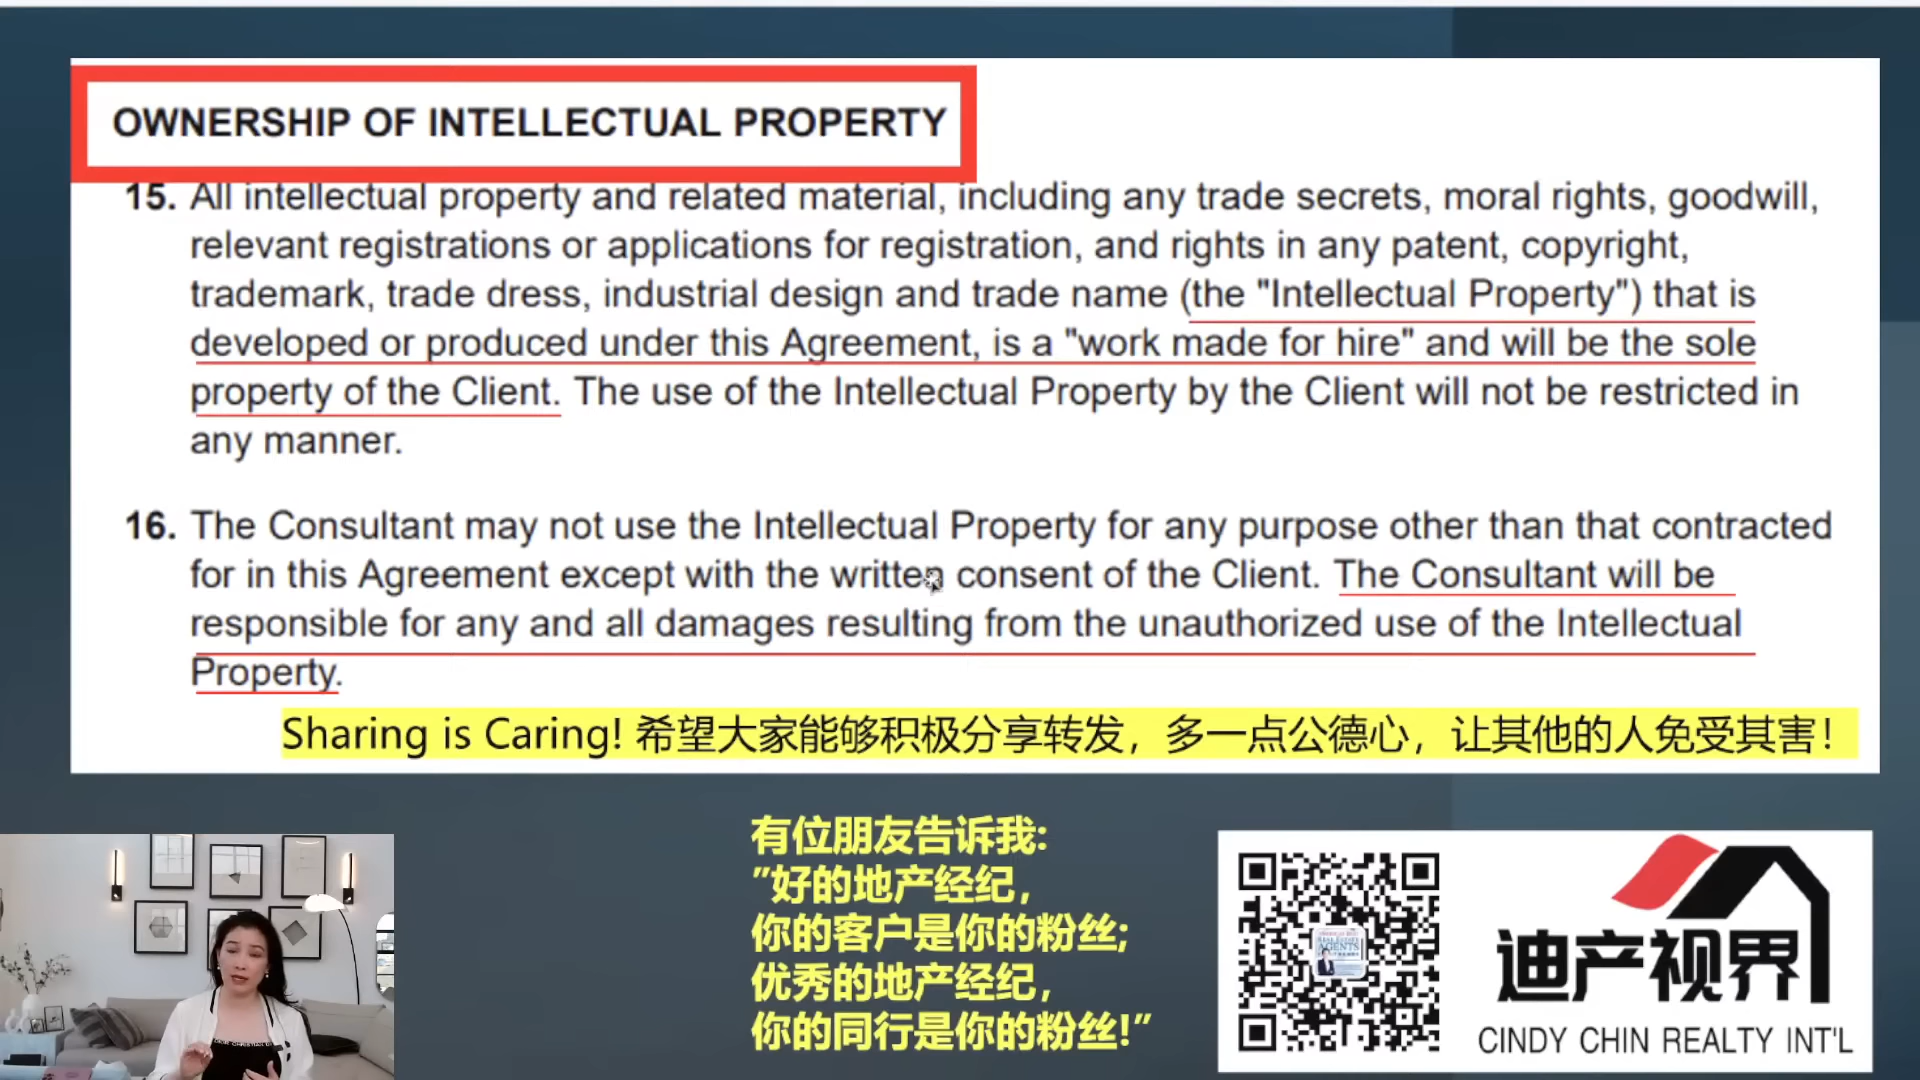 OWNERSHIP OF INTELLECTUAL PROPERTY
15. All intellectual property and related material, including any trade secrets, moral rights, goodwill,
relevant registrations or applications for registration, and rights in any patent, copyright,
trademark, trade dress, industrial design and trade name (the "Intellectual Property") that is
developed or produced under this Agreement, is a "work made for hire" and will be the sole
property of the Client. The use of the Intellectual Property by the Client will not be restricted in
any manner.
16. The Consultant may not use the Intellectual Property for any purpose other than that contracted
for in this Agreement except with the written consent of the Client. The Consultant will be
responsible for any and all damages resulting from the unauthorized use of the Intellectual
Property.
Sharing is Caring! 希望大家能够积极分享转发，多一点公德心，让其他的人免受其害！
有位朋友告诉我:
”好的地产经纪，
你的客户是你的粉丝;
优秀的地产经纪，
你的同行是你的粉丝!”
AGENTS
迪产视界
CINDY CHIN REALTY INT'L